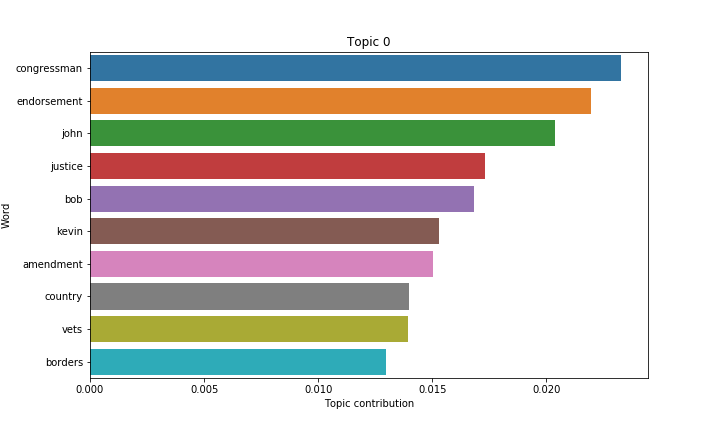 Topic 0
Word
congressman
endorsement
john
justice
bob
kevin
amendment
country
vets
borders
0.000 0.005 0.010 0.015 0.020
Topic contribution